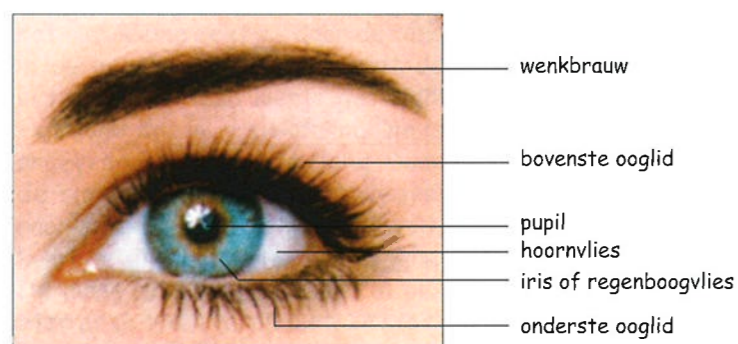 wenkbrauw
bovenste ooglid
pupil
hoornvlies
iris of regenboogvlies
onderste ooglid